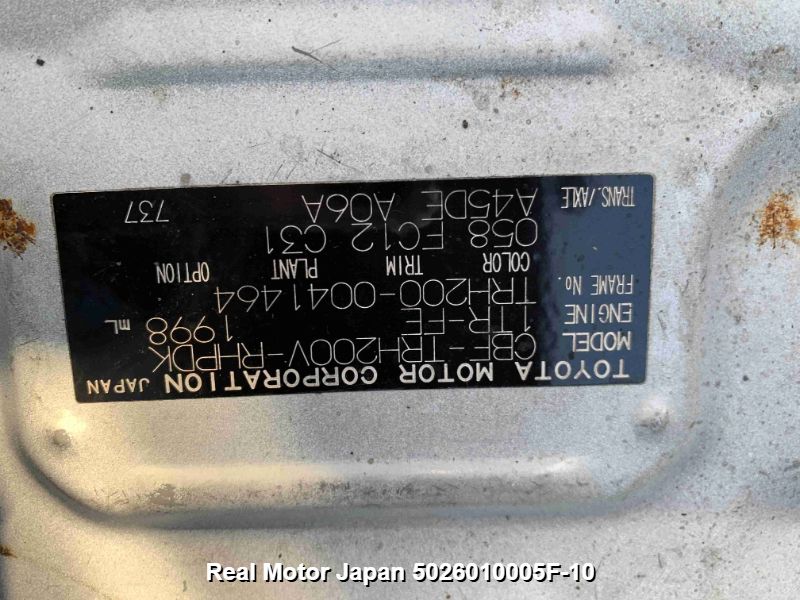 TOYOTA MOTOR CORPORATION JAPAN
MODEL CBF-TRH200V-RHPDK
ENGINE 1TR-FE 1998 mL
FRAME No. TRH200-0041464
COLOR TRIM PLANT OPTION
058 FC12 C31
TRANS./AXLE A45DE A06A
737
Real Motor Japan 5026010005F-10